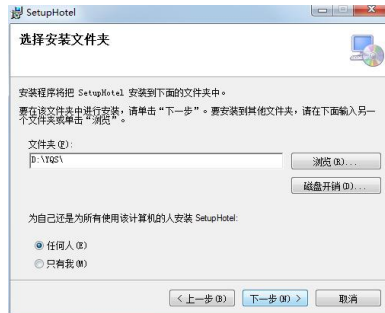 SetupHotel
选择安装文件夹
安装程序将把 SetupHotel 安装到下面的文件夹中。
要在该文件夹中进行安装，请单击“下一步”。要安装到其他文件夹，请在下面输入另一
个文件夹或单击“浏览”。
文件夹(F):
D:\YQS\
浏览(R)...
磁盘开销(D)...
为自己还是为所有使用该计算机的人安装 SetupHotel:
任何人(E)
只有我(M)
< 上一步(B)
下一步(N) >
取消